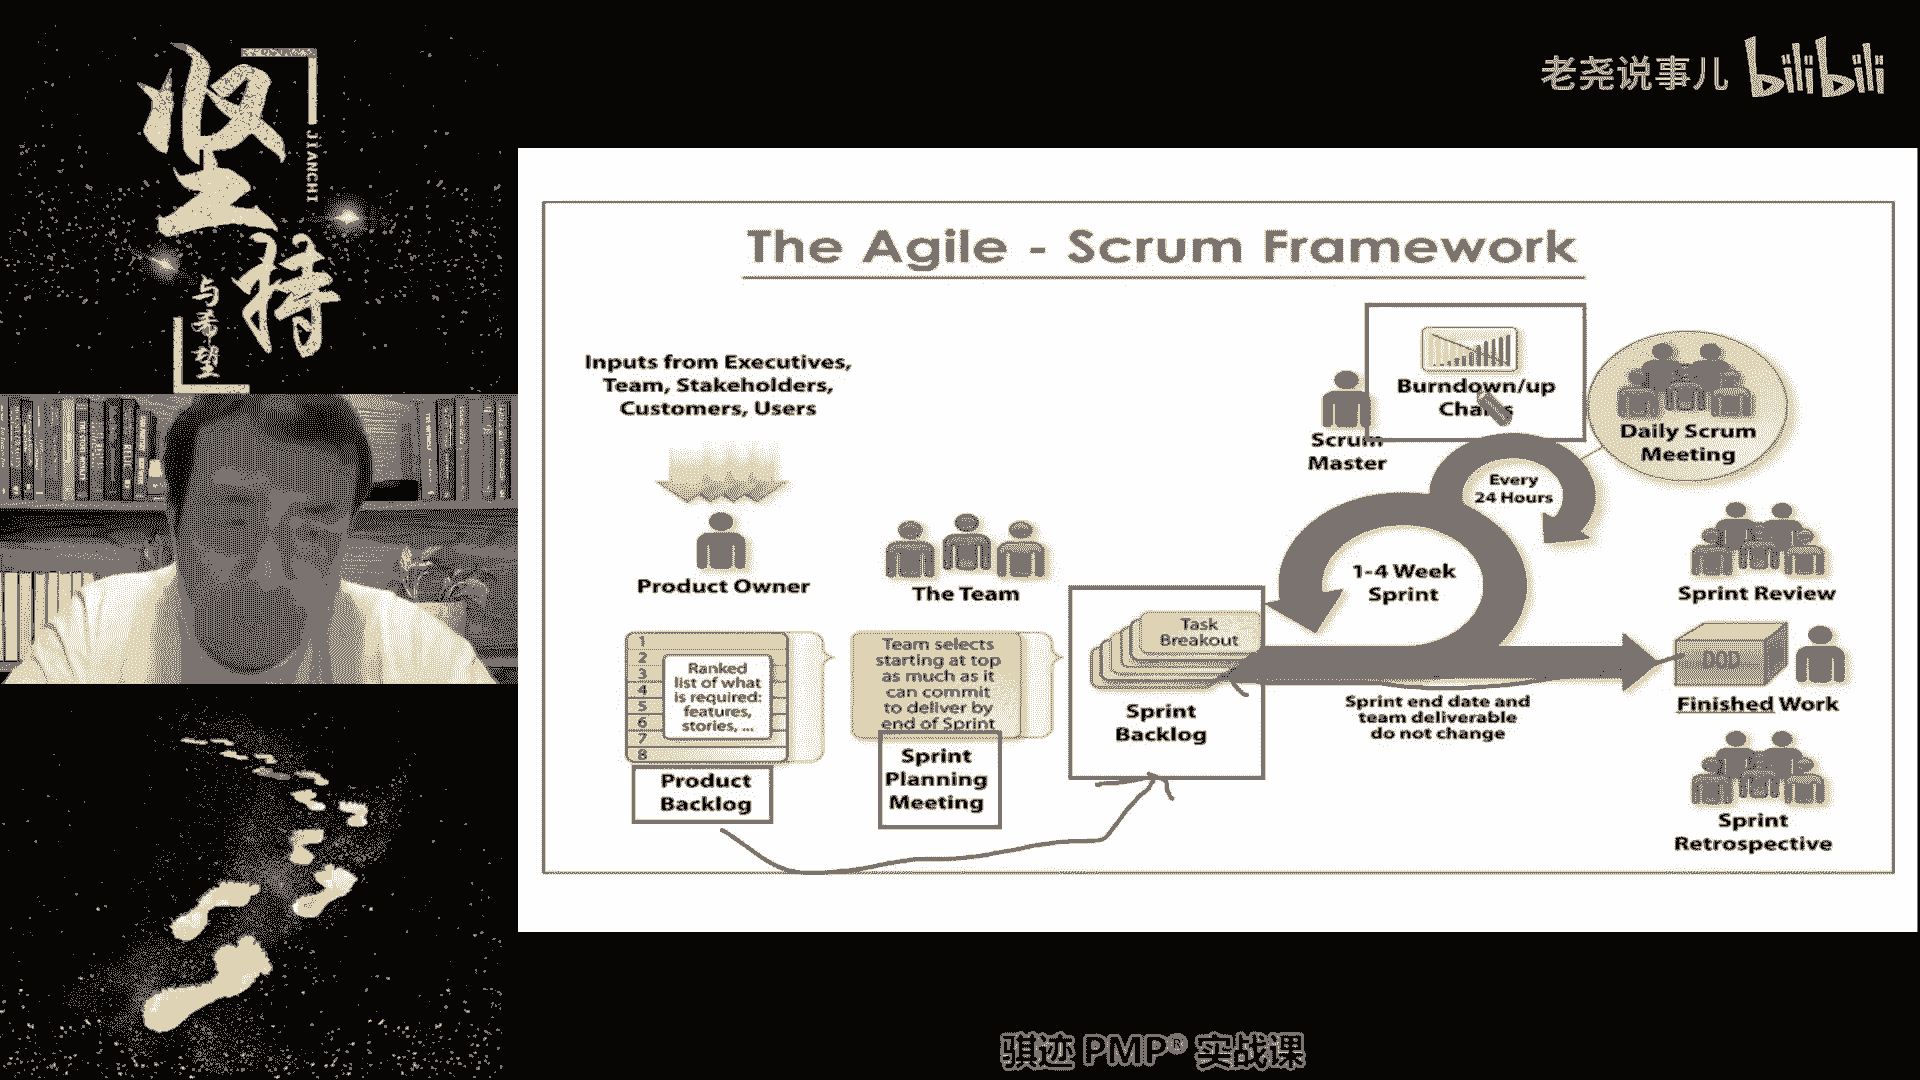 坚持
JIANCHI
与希望
老尧说事儿 bilibili
The Agile - Scrum Framework
Inputs from Executives,
Team, Stakeholders,
Customers, Users
Product Owner
The Team
1
2
3
4
5
6
7
8
Ranked
list of what
is required:
features,
stories, ...
Product
Backlog
Team selects
starting at top
as much as it
can commit
to deliver by
end of Sprint
Sprint
Planning
Meeting
Task
Breakout
Sprint
Backlog
Scrum
Master
Burndown/up
Charts
Every
24 Hours
1-4 Week
Sprint
Sprint end date and
team deliverable
do not change
Daily Scrum
Meeting
Sprint Review
DOD
Finished Work
Sprint
Retrospective
骐迹 PMP® 实战课